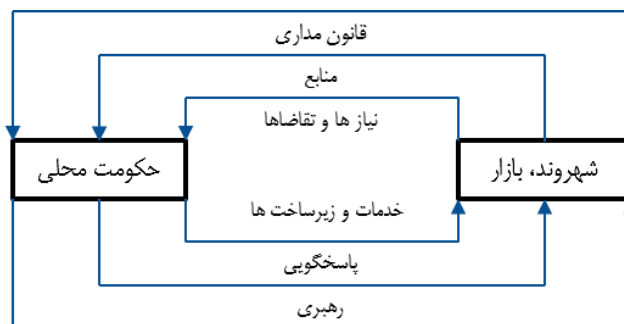 قانون مداری
منابع
نیاز ها و تقاضاها
شهروند، بازار
حکومت محلی
خدمات و زیرساخت ها
پاسخگویی
رهبری